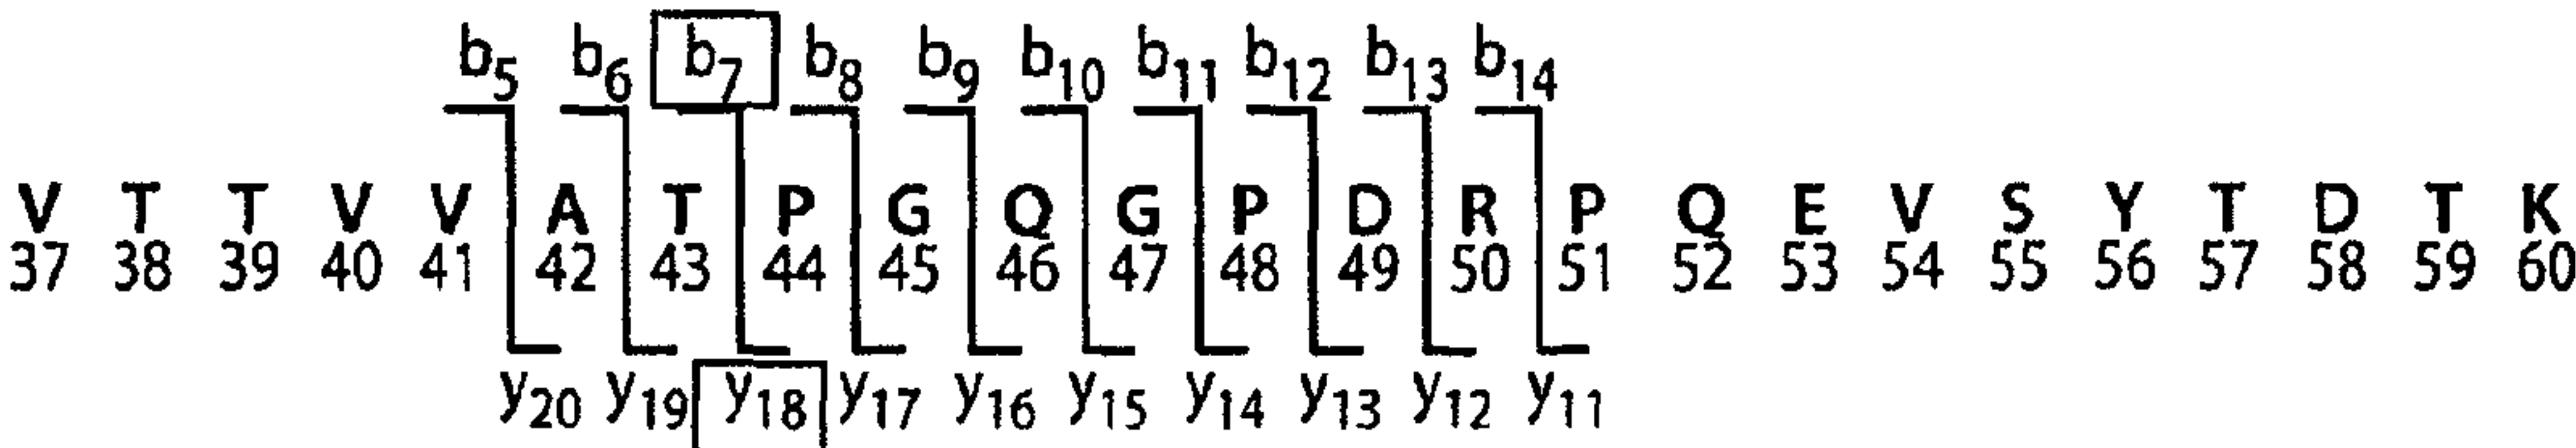 b5 b6 b7 b8 b9 b10 b11 b12 b13 b14
V T T V V A T P G Q G P D R P Q E V S Y T D T K
37 38 39 40 41 42 43 44 45 46 47 48 49 50 51 52 53 54 55 56 57 58 59 60
y20 y19 y18 y17 y16 y15 y14 y13 y12 y11